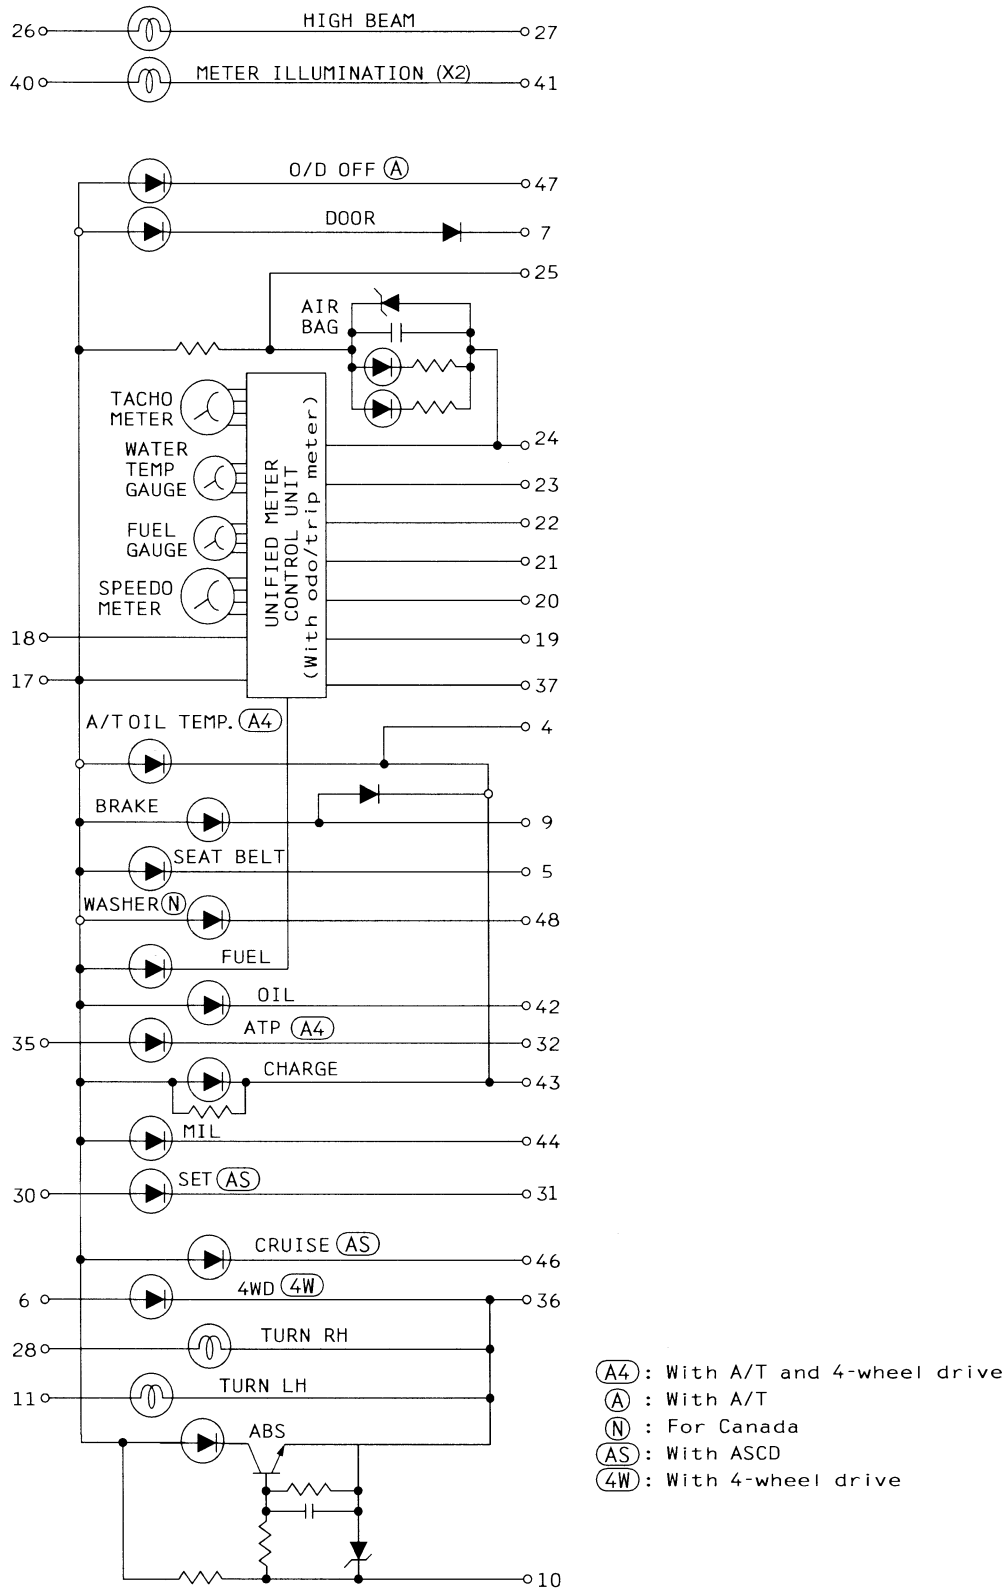 HIGH BEAM
26
27
METER ILLUMINATION (X2)
40
41
O/D OFF (A)
47
DOOR
7
25
AIR
BAG
TACHO
METER
WATER
TEMP
GAUGE
FUEL
GAUGE
SPEEDO
METER
UNIFIED METER
CONTROL UNIT
(With odo/trip meter)
24
23
22
21
20
18
19
17
37
A/T OIL TEMP. (A4)
4
BRAKE
9
SEAT BELT
5
WASHER (N)
48
FUEL
OIL
42
ATP (A4)
35
32
CHARGE
43
MIL
44
SET (AS)
30
31
CRUISE (AS)
46
4WD (4W)
6
36
TURN RH
28
TURN LH
11
ABS
10
(A4) : With A/T and 4-wheel drive
(A) : With A/T
(N) : For Canada
(AS) : With ASCD
(4W) : With 4-wheel drive